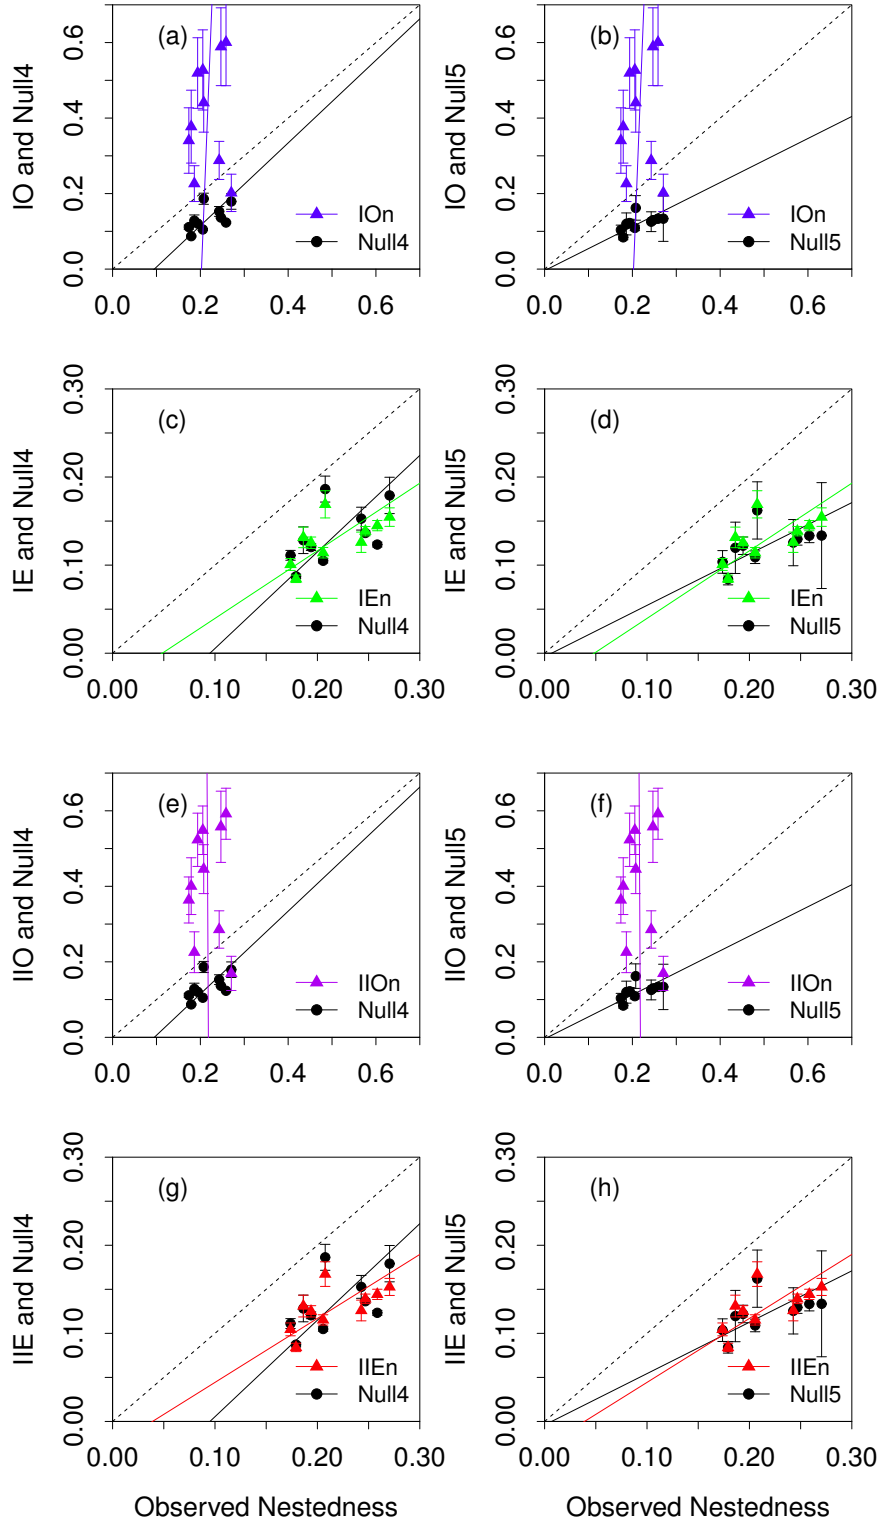 (a)
IO and Null4
0.0 0.2 0.4 0.6
IOn
Null4
0.0 0.2 0.4 0.6
(b)
IO and Null5
0.0 0.2 0.4 0.6
IOn
Null5
0.0 0.2 0.4 0.6
(c)
IE and Null4
0.00 0.10 0.20 0.30
IEn
Null4
0.00 0.10 0.20 0.30
(d)
IE and Null5
0.00 0.10 0.20 0.30
IEn
Null5
0.00 0.10 0.20 0.30
(e)
IIO and Null4
0.0 0.2 0.4 0.6
IIOn
Null4
0.0 0.2 0.4 0.6
(f)
IIO and Null5
0.0 0.2 0.4 0.6
IIOn
Null5
0.0 0.2 0.4 0.6
(g)
IIE and Null4
0.00 0.10 0.20 0.30
IIEn
Null4
0.00 0.10 0.20 0.30
Observed Nestedness
(h)
IIE and Null5
0.00 0.10 0.20 0.30
IIEn
Null5
0.00 0.10 0.20 0.30
Observed Nestedness